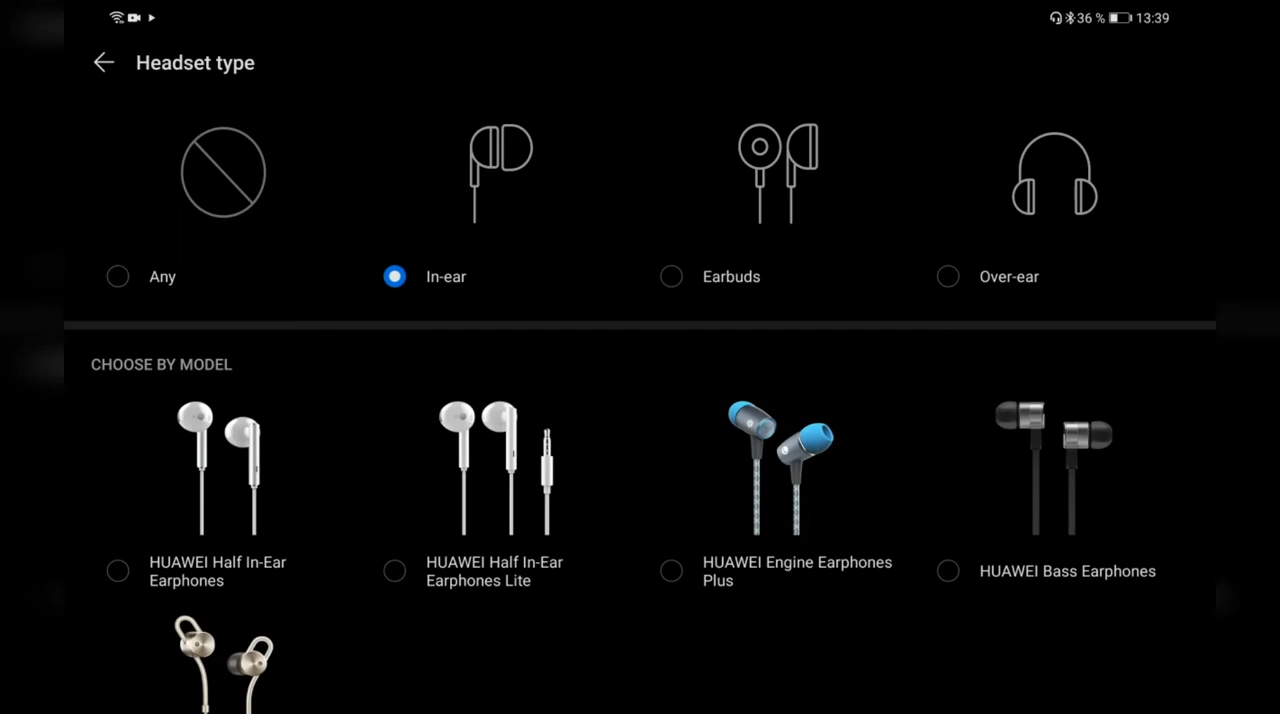 36 % 13:39
Headset type
Any
In-ear
Earbuds
Over-ear
CHOOSE BY MODEL
HUAWEI Half In-Ear
Earphones
HUAWEI Half In-Ear
Earphones Lite
HUAWEI Engine Earphones
Plus
HUAWEI Bass Earphones